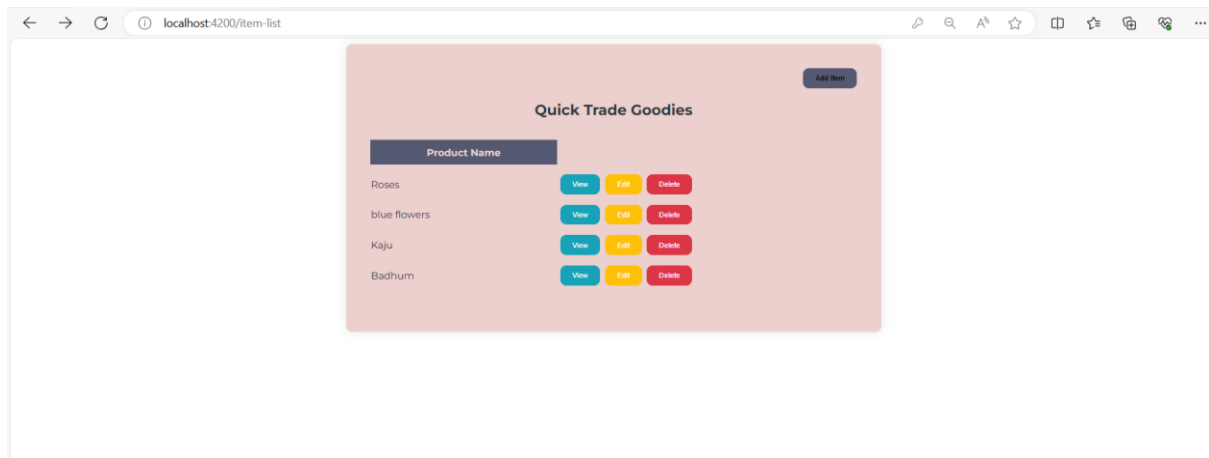 localhost:4200/item-list
Add Item
Quick Trade Goodies
Product Name
Roses View Edit Delete
blue flowers View Edit Delete
Kaju View Edit Delete
Badhum View Edit Delete